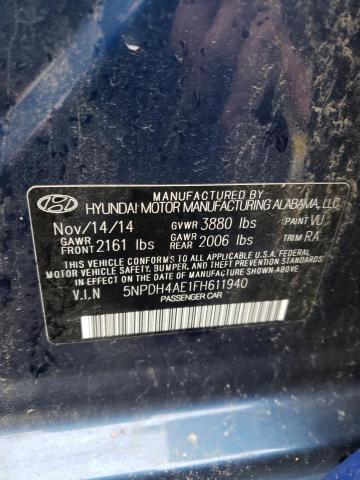 MANUFACTURED BY
HYUNDAI MOTOR MANUFACTURING ALABAMA, LLC
Nov/14/14 GVWR 3880 lbs PAINT VU
GAWR FRONT 2161 lbs GAWR REAR 2006 lbs TRIM RA
THIS VEHICLE CONFORMS TO ALL APPLICABLE U.S.A. FEDERAL
MOTOR VEHICLE SAFETY, BUMPER, AND THEFT PREVENTION
STANDARDS IN EFFECT ON THE DATE OF MANUFACTURE SHOWN ABOVE.
V.I.N 5NPDH4AE1FH611940
PASSENGER CAR